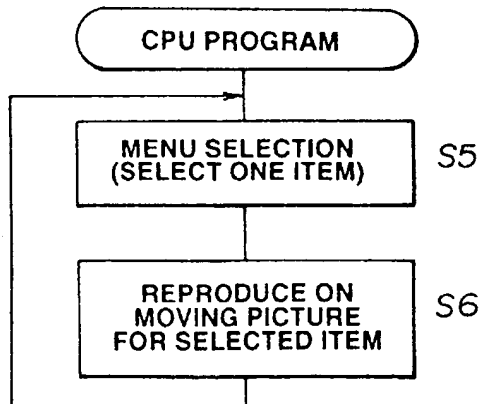 CPU PROGRAM
MENU SELECTION
(SELECT ONE ITEM)
S5
REPRODUCE ON
MOVING PICTURE
FOR SELECTED ITEM
S6